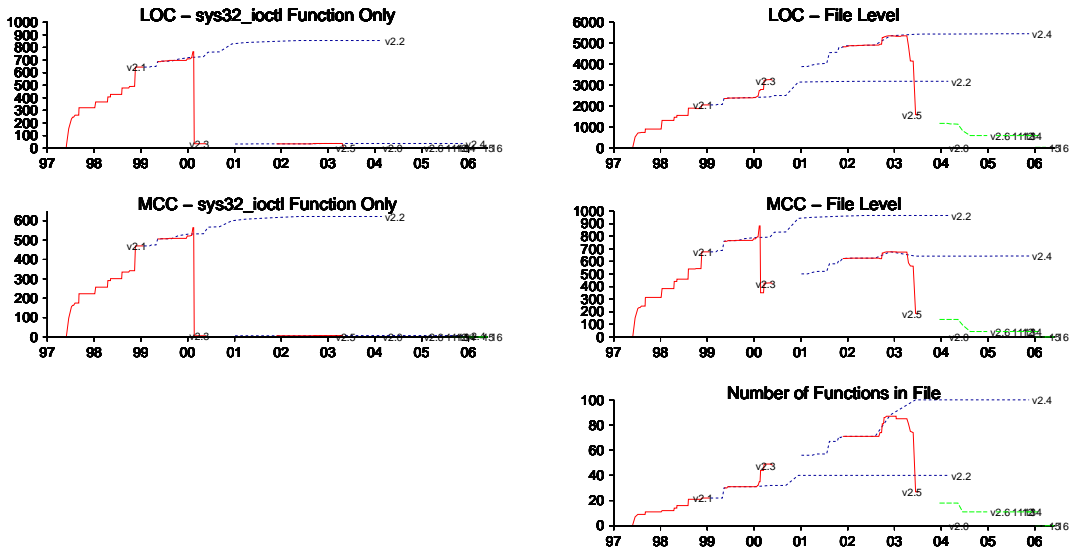 LOC – sys32_ioctl Function Only
1000
900
800
700
600
500
400
300
200
100
0
v2.1
v2.2
v2.3
v2.5
v2.4
97 98 99 00 01 02 03 04 05 06
LOC – File Level
6000
5000
4000
3000
2000
1000
0
v2.4
v2.3
v2.2
v2.1
v2.5
v2.6
97 98 99 00 01 02 03 04 05 06
MCC – sys32_ioctl Function Only
600
500
400
300
200
100
0
v2.2
v2.1
v2.3
v2.5
v2.4
97 98 99 00 01 02 03 04 05 06
MCC – File Level
1000
900
800
700
600
500
400
300
200
100
0
v2.2
v2.1
v2.4
v2.3
v2.5
v2.6
97 98 99 00 01 02 03 04 05 06
Number of Functions in File
100
80
60
40
20
0
v2.4
v2.3
v2.2
v2.1
v2.5
v2.6
97 98 99 00 01 02 03 04 05 06